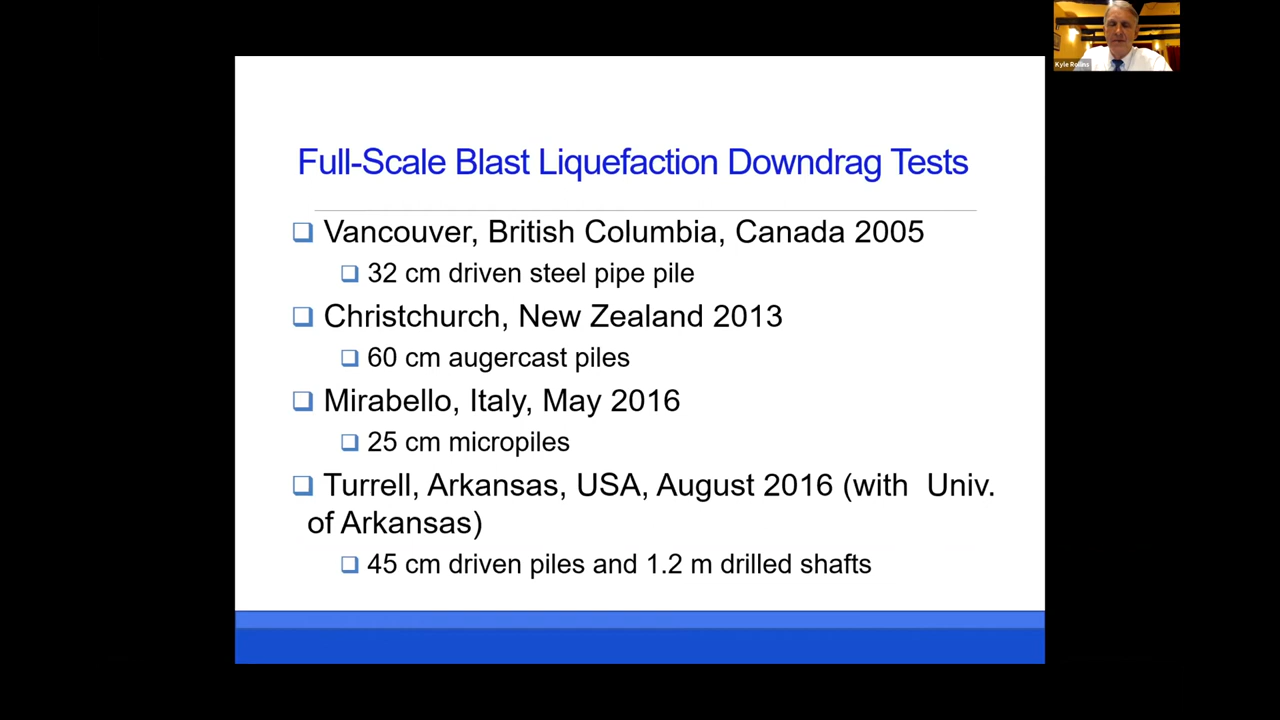 Kyle Rollins
Full-Scale Blast Liquefaction Downdrag Tests
Vancouver, British Columbia, Canada 2005
32 cm driven steel pipe pile
Christchurch, New Zealand 2013
60 cm augercast piles
Mirabello, Italy, May 2016
25 cm micropiles
Turrell, Arkansas, USA, August 2016 (with Univ.
of Arkansas)
45 cm driven piles and 1.2 m drilled shafts